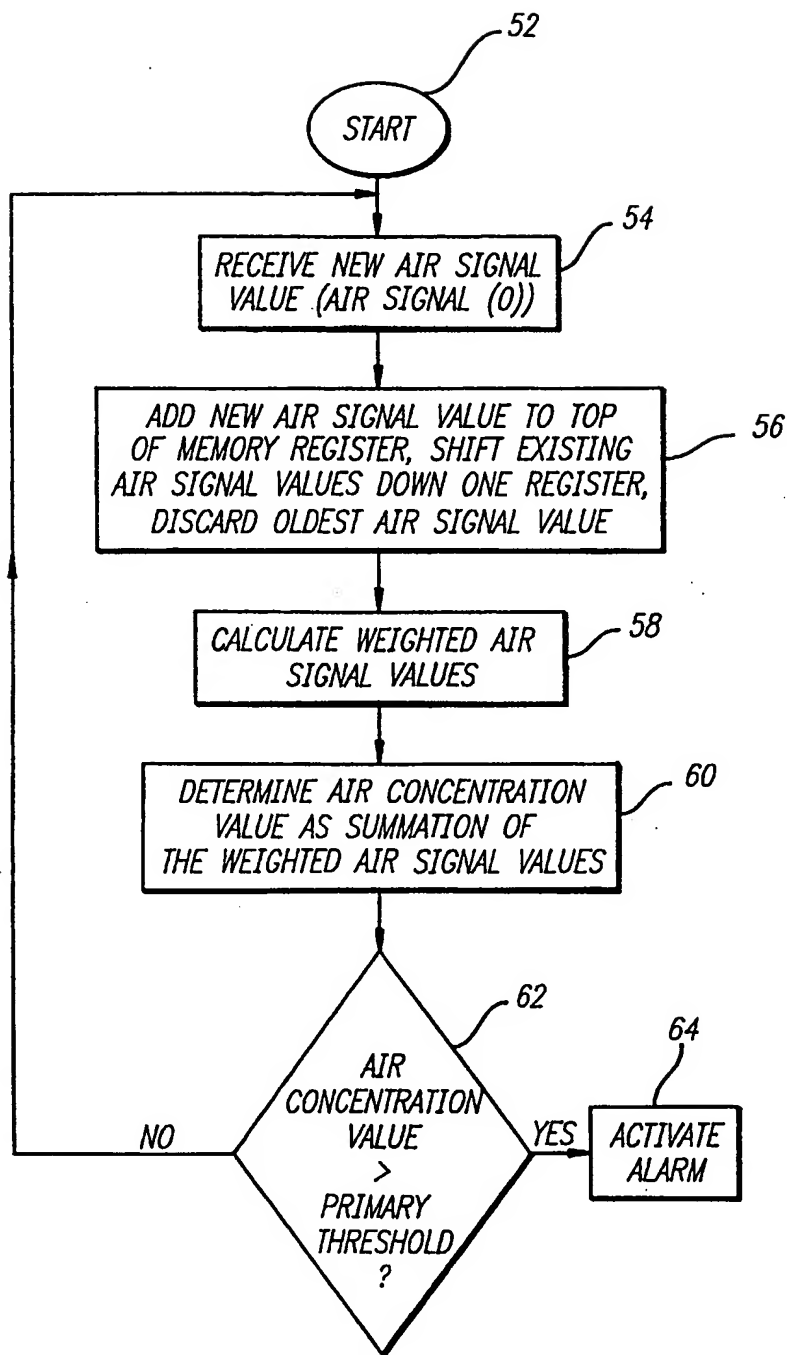 52
START
54
RECEIVE NEW AIR SIGNAL
VALUE (AIR SIGNAL (0))
56
ADD NEW AIR SIGNAL VALUE TO TOP
OF MEMORY REGISTER, SHIFT EXISTING
AIR SIGNAL VALUES DOWN ONE REGISTER,
DISCARD OLDEST AIR SIGNAL VALUE
58
CALCULATE WEIGHTED AIR
SIGNAL VALUES
60
DETERMINE AIR CONCENTRATION
VALUE AS SUMMATION OF
THE WEIGHTED AIR SIGNAL VALUES
62
AIR
CONCENTRATION
VALUE
>
PRIMARY
THRESHOLD
?
NO
YES
64
ACTIVATE
ALARM